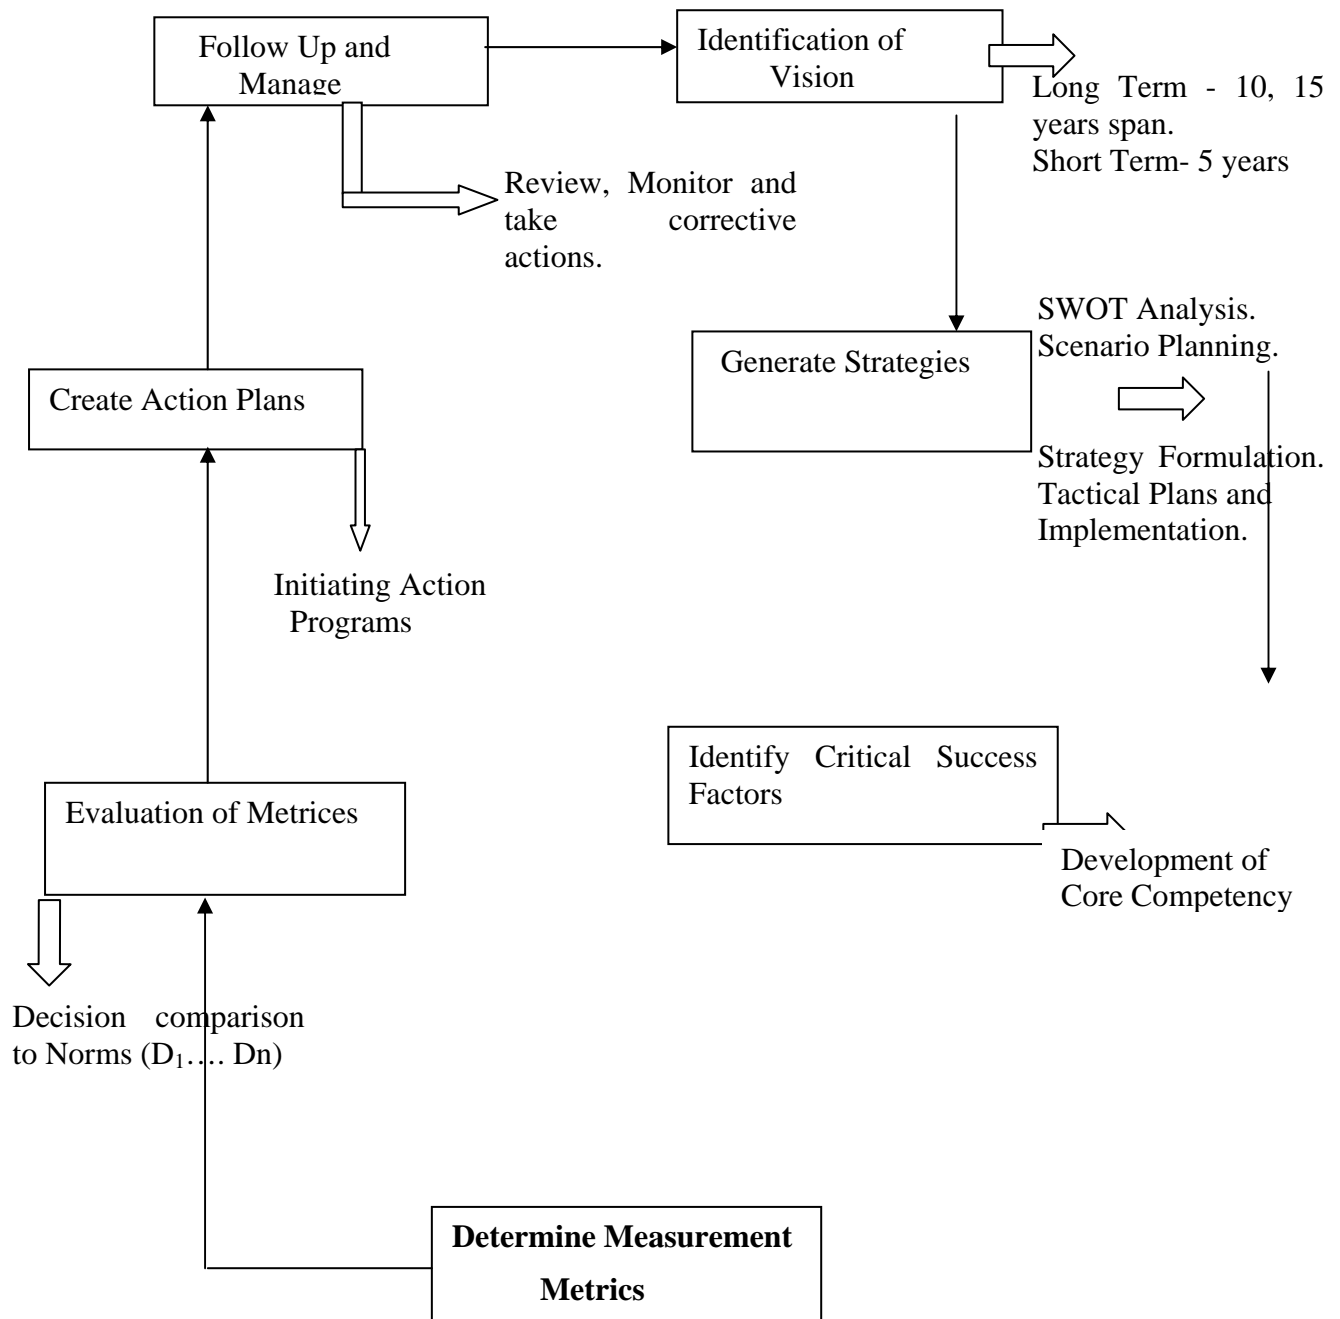 Follow Up and
Manage
Identification of
Vision
Long Term - 10, 15
years span.
Short Term- 5 years
Review, Monitor and
take corrective
actions.
SWOT Analysis.
Scenario Planning.
Generate Strategies
Create Action Plans
Strategy Formulation.
Tactical Plans and
Implementation.
Initiating Action
Programs
Identify Critical Success
Factors
Evaluation of Metrices
Development of
Core Competency
Decision comparison
to Norms (D₁…. Dn)
Determine Measurement
Metrics